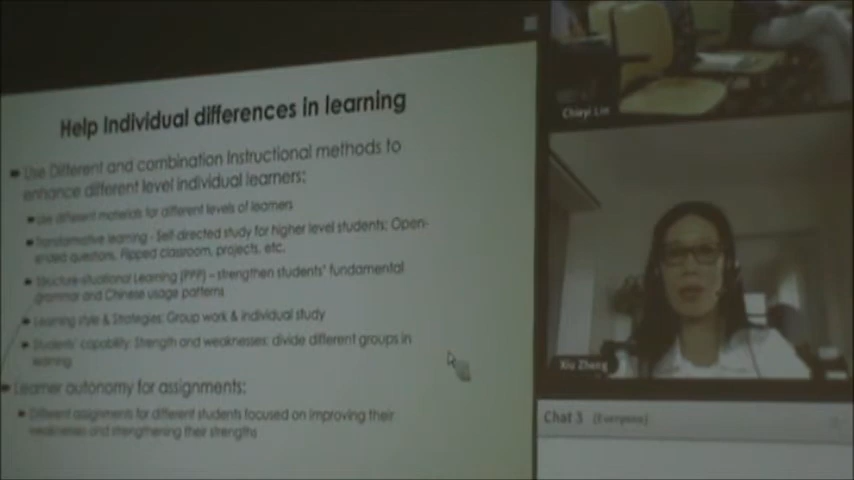 Help Individual differences in learning
Use Different and combination Instructional methods to
enhance different level individual learners:
Use different materials for different levels of learners
Transformative learning - Self-directed study for higher level students: Open-
ended questions, Flipped classroom, projects, etc.
Structure-situational Learning (PPP) – strengthen students' fundamental
grammar and Chinese usage patterns
Learning style & Strategies: Group work & individual study
Students' capability: Strength and weaknesses: divide different groups in
learning
Learner autonomy for assignments:
Different assignments for different students focused on improving their
weaknesses and strengthening their strengths
Chieyi Lin
Xiu Zheng
Chat 3 (Everyone)